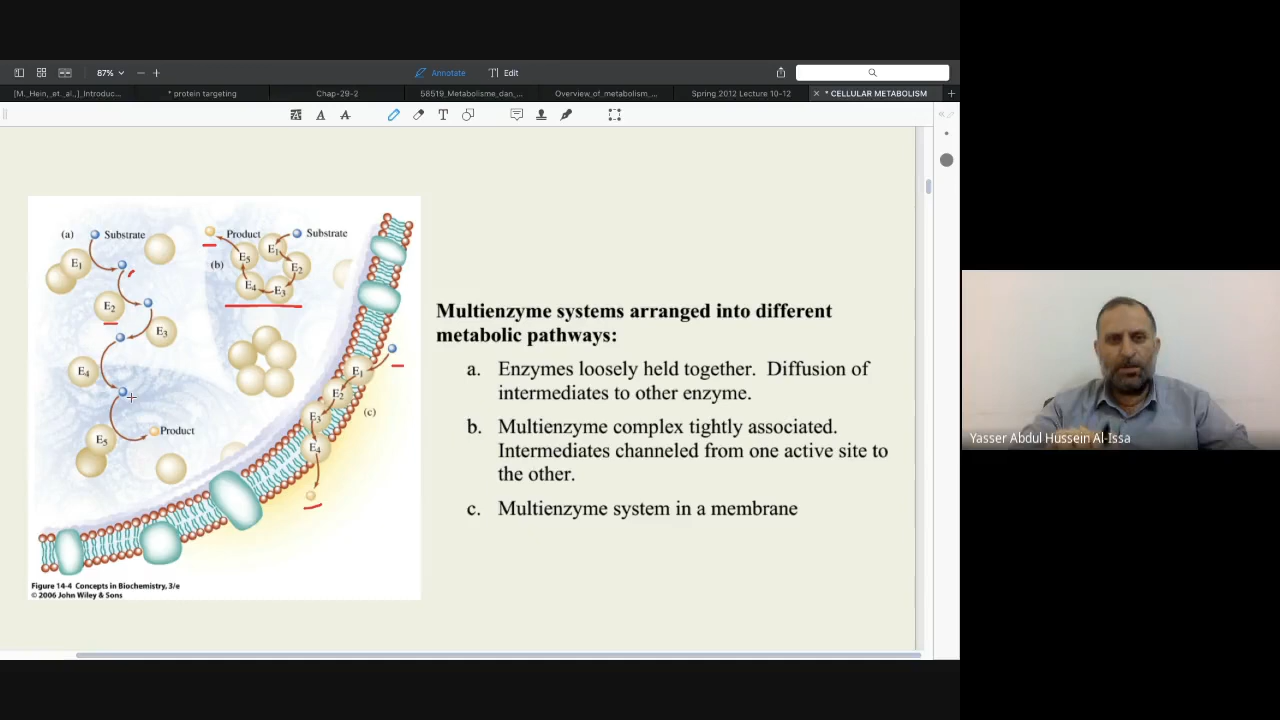 87%
Annotate
Edit
[M._Hein,_et._al.,]_Introduc...
* protein targeting
Chap-29-2
58519_Metabolisme_dan_...
Overview_of_metabolism_...
Spring 2012 Lecture 10-12
* CELLULAR METABOLISM
(a)
Substrate
Product
Substrate
E1
E5
E1
(b)
E2
E4
E3
E2
E3
E4
E1
E2
(c)
E3
Product
E5
E4
Figure 14-4 Concepts in Biochemistry, 3/e
© 2006 John Wiley & Sons
Multienzyme systems arranged into different
metabolic pathways:
a. Enzymes loosely held together. Diffusion of
intermediates to other enzyme.
b. Multienzyme complex tightly associated.
Intermediates channeled from one active site to
the other.
c. Multienzyme system in a membrane
Yasser Abdul Hussein Al-Issa